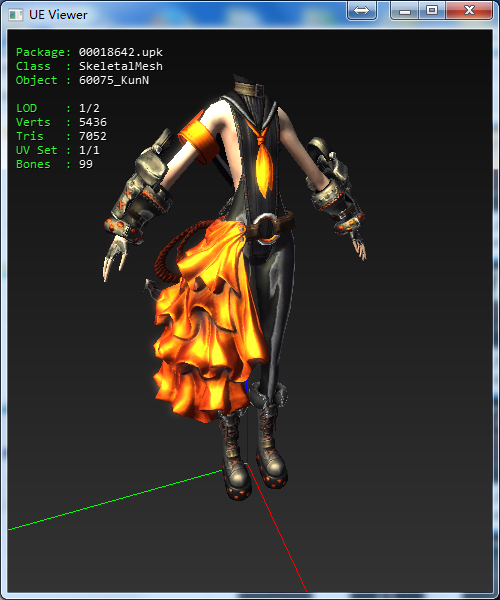 UE Viewer
Package: 00018642.upk
Class : SkeletalMesh
Object : 60075_KunN
LOD : 1/2
Verts : 5436
Tris : 7052
UV Set : 1/1
Bones : 99